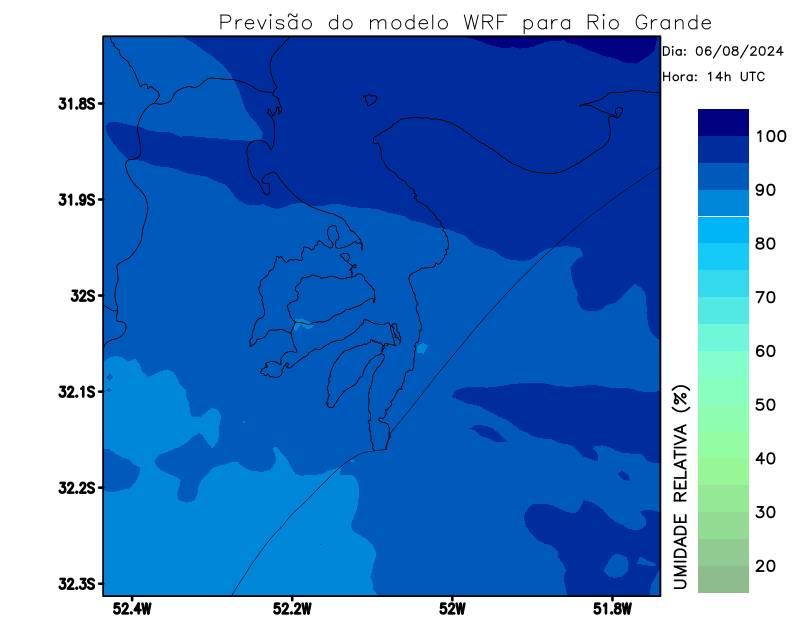 Previsão do modelo WRF para Rio Grande
Dia: 06/08/2024
Hora: 14h UTC
31.8S
31.9S
32S
32.1S
32.2S
32.3S
52.4W
52.2W
52W
51.8W
100
90
80
70
60
50
40
30
20
UMIDADE RELATIVA (%)